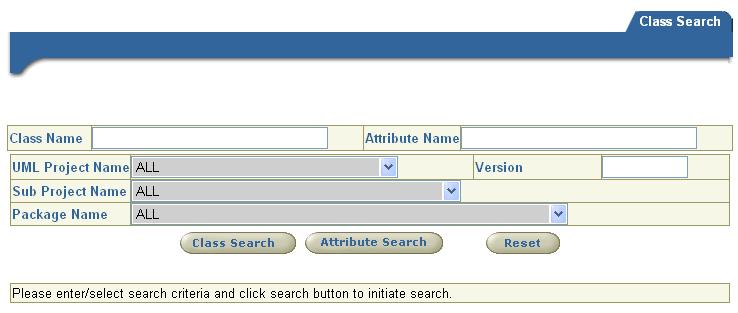 Class Search
Class Name Attribute Name
UML Project Name ALL Version
Sub Project Name ALL
Package Name ALL
Class Search Attribute Search Reset
Please enter/select search criteria and click search button to initiate search.